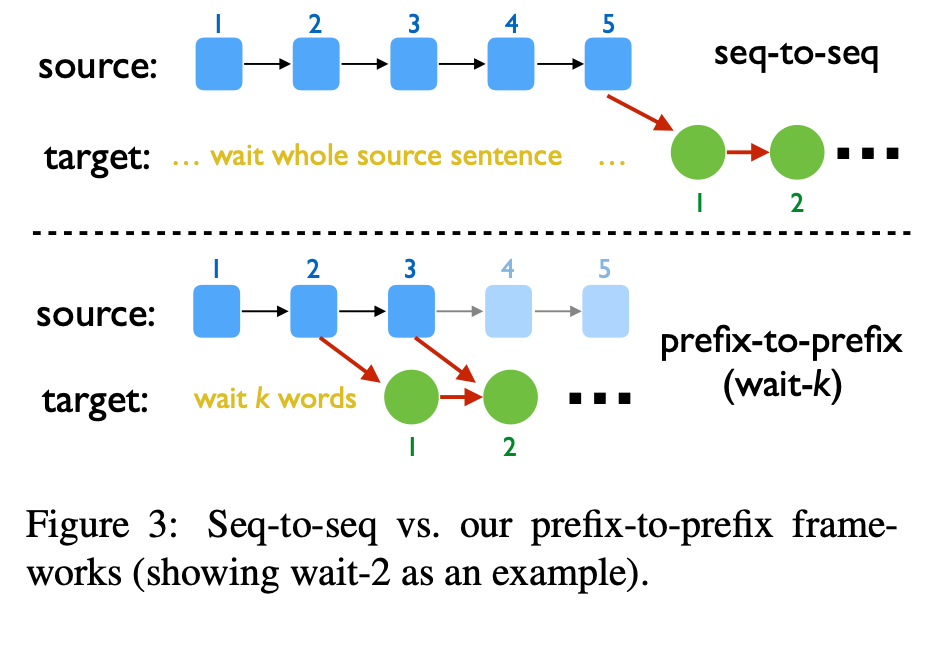 1 2 3 4 5
source: seq-to-seq
target: ... wait whole source sentence ... ...
1 2
1 2 3 4 5
source:
prefix-to-prefix
(wait-k)
target: wait k words ...
1 2
Figure 3: Seq-to-seq vs. our prefix-to-prefix frame-
works (showing wait-2 as an example).